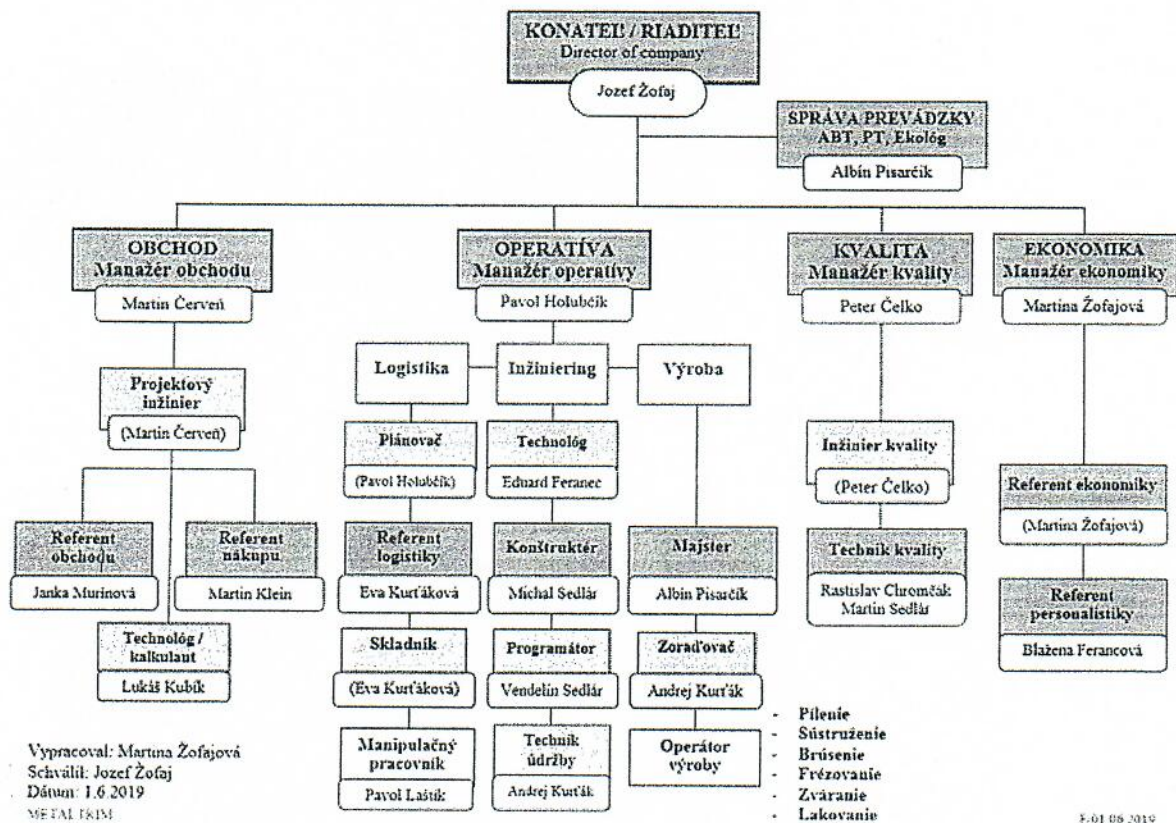 KONATEĽ / RIADITEĽ
Director of company
Jozef Žofaj
SPRÁVA PREVÁDZKY
ABT, PT, Ekológ
Albín Pisarčik
OBCHOD
Manažér obchodu
Martin Červeň
OPERATÍVA
Manažér operatívy
Pavol Holubčík
KVALITA
Manažér kvality
Peter Čelko
EKONOMIKA
Manažér ekonomiky
Martina Žofajová
Projektový
inžinier
(Martin Červeň)
Referent
obchodu
Janka Murínová
Referent
nákupu
Martin Klein
Technológ /
kalkulant
Lukáš Kubík
Logistika
Inžiniering
Výroba
Plánovač
(Pavol Holubčík)
Technológ
Eduard Feranec
Referent
logistiky
Eva Kurťáková
Konštruktér
Michal Sedlár
Majster
Albín Pisarčík
Skladník
(Eva Kurťáková)
Programátor
Vendelín Sedlár
Zoraďovač
Andrej Kurťák
Manipulačný
pracovník
Pavol Laštík
Technik
údržby
Andrej Kurťák
Operátor
výroby
Inžinier kvality
(Peter Čelko)
Technik kvality
Rastislav Chromčák
Martin Sedlár
Referent ekonomiky
(Martina Žofajová)
Referent
personalistiky
Blažena Ferancová
- Pílenie
- Sústruženie
- Brúsenie
- Frézovanie
- Zváranie
- Lakovanie
Vypracoval: Martina Žofajová
Schválil: Jozef Žofaj
Dátum: 1.6.2019
METALTRIM
F-01 06 2019